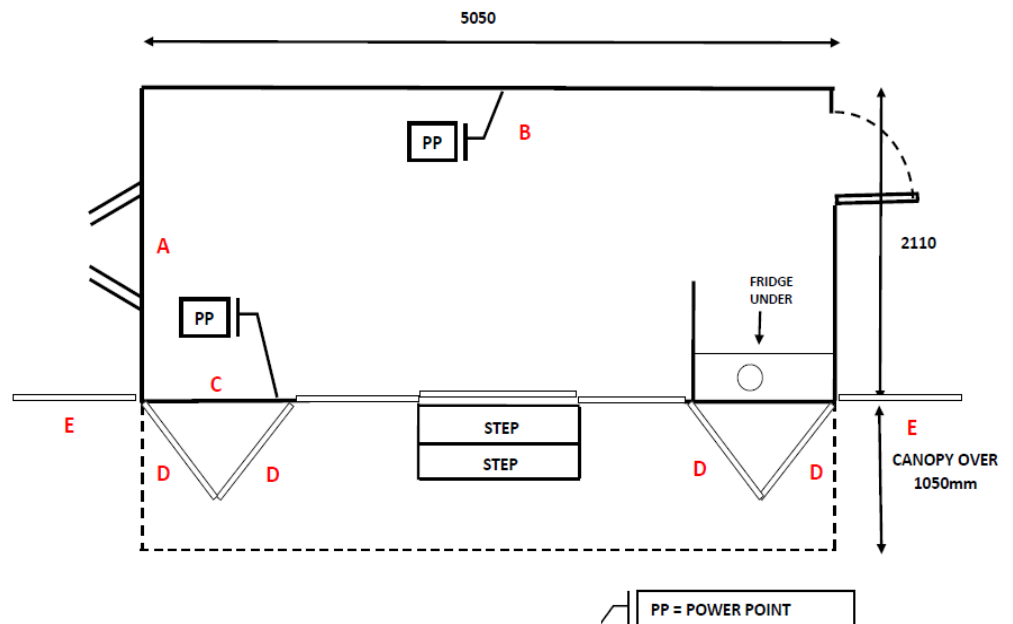 5050
B
PP
A
2110
FRIDGE
UNDER
PP
C
E
E
STEP
STEP
D
D
D
D
CANOPY OVER
1050mm
PP = POWER POINT